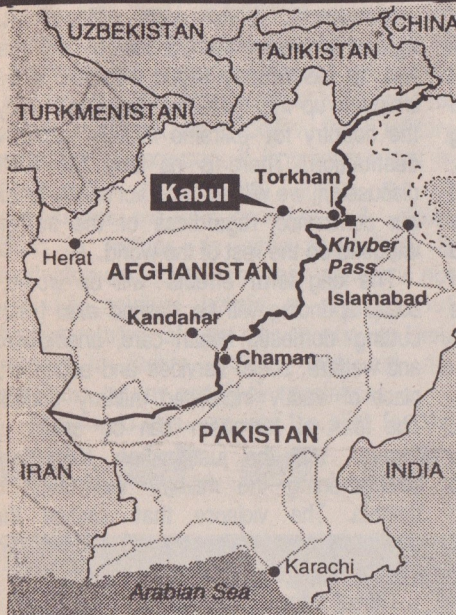 UZBEKISTAN
CHINA
TAJIKISTAN
TURKMENISTAN
Torkham
Kabul
Herat
Khyber
Pass
AFGHANISTAN
Islamabad
Kandahar
Chaman
PAKISTAN
IRAN
INDIA
Karachi
Arabian Sea